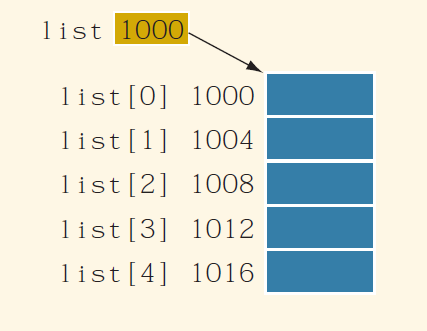 list 1000
list[0] 1000
list[1] 1004
list[2] 1008
list[3] 1012
list[4] 1016